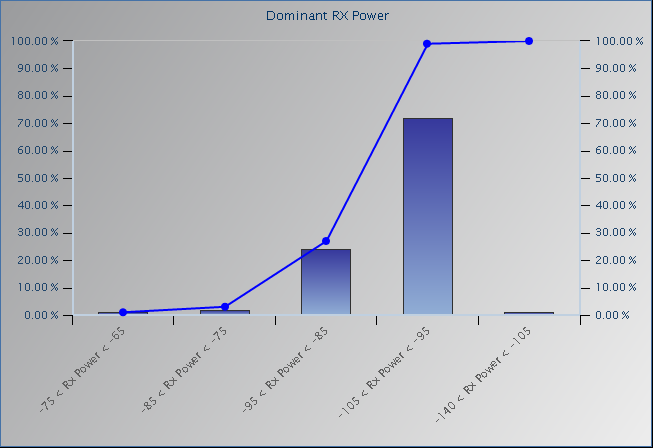 Dominant RX Power
100.00 % 100.00 %
90.00 % 90.00 %
80.00 % 80.00 %
70.00 % 70.00 %
60.00 % 60.00 %
50.00 % 50.00 %
40.00 % 40.00 %
30.00 % 30.00 %
20.00 % 20.00 %
10.00 % 10.00 %
0.00 % 0.00 %
-75 < Rx Power < -65
-85 < Rx Power < -75
-95 < Rx Power < -85
-105 < Rx Power < -95
-140 < Rx Power < -105